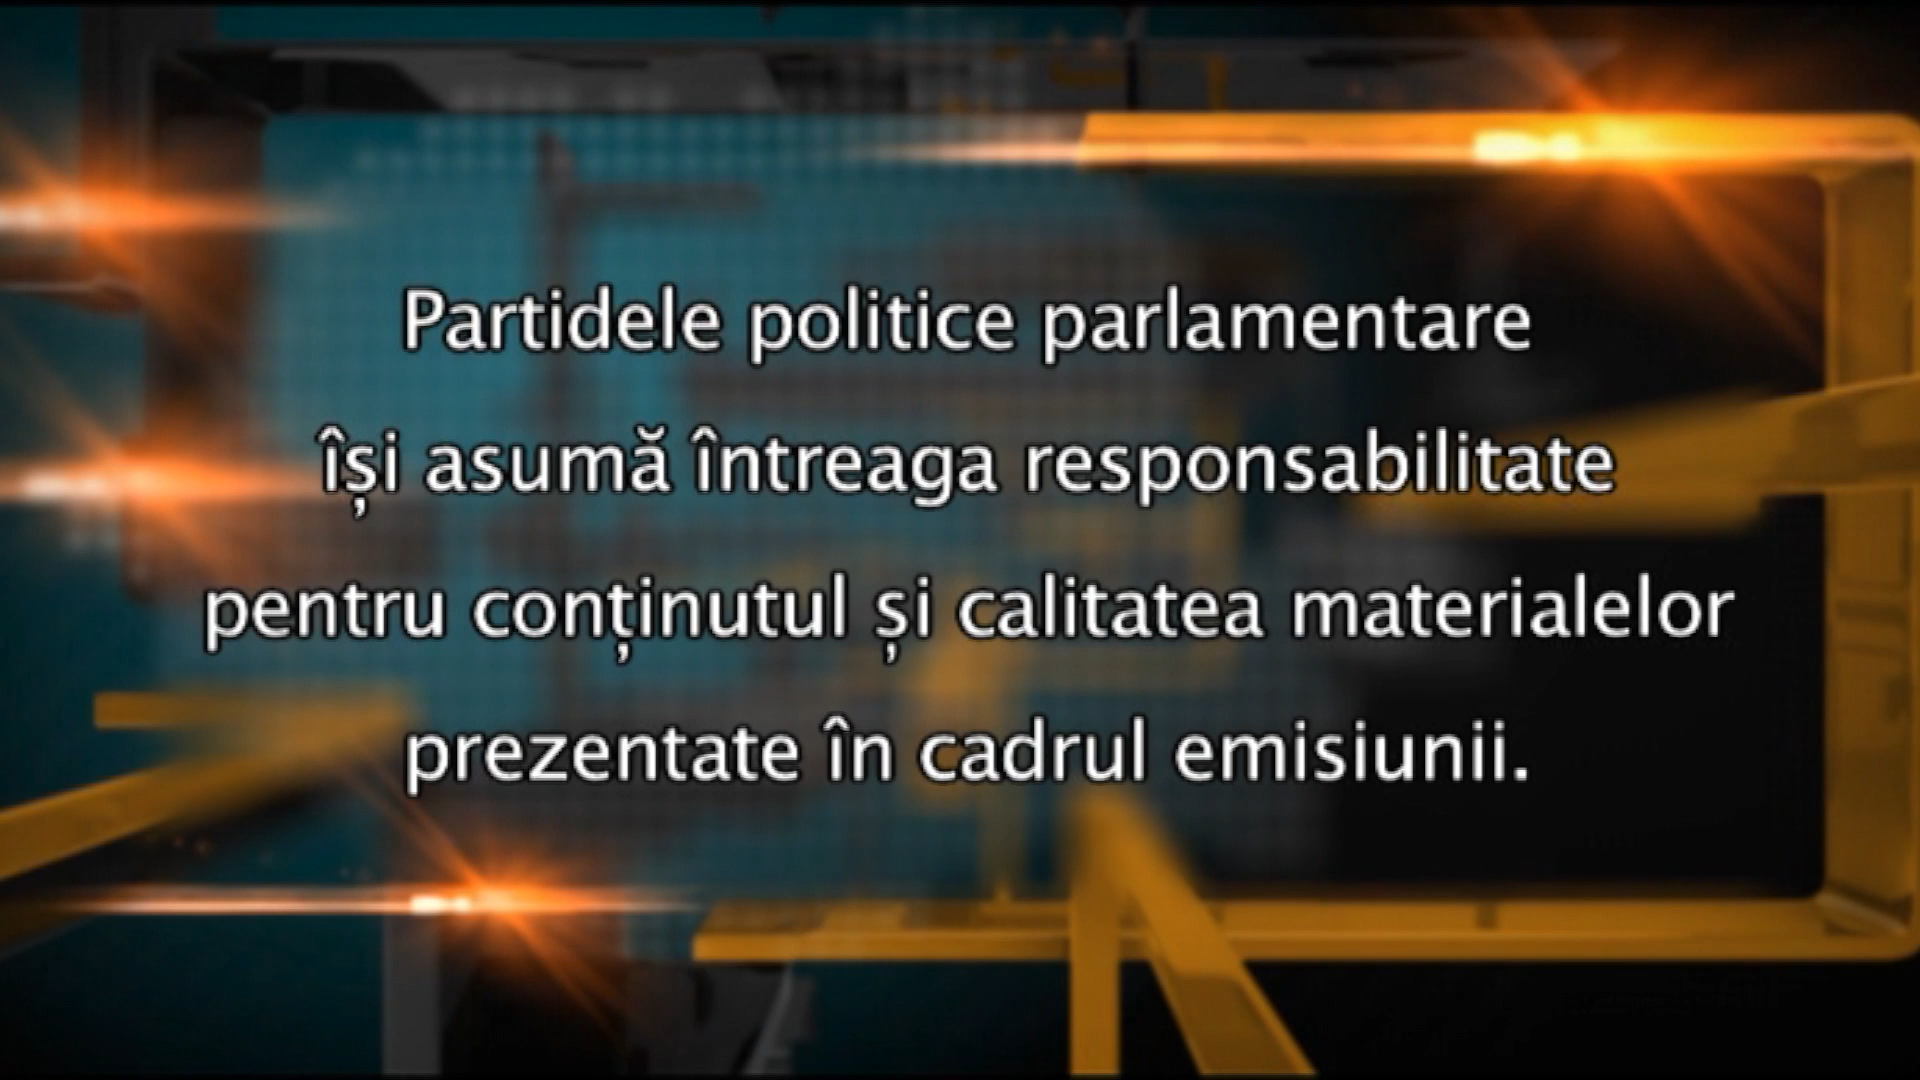 Partidele politice parlamentare
își asumă întreaga responsabilitate
pentru conținutul și calitatea materialelor
prezentate în cadrul emisiunii.